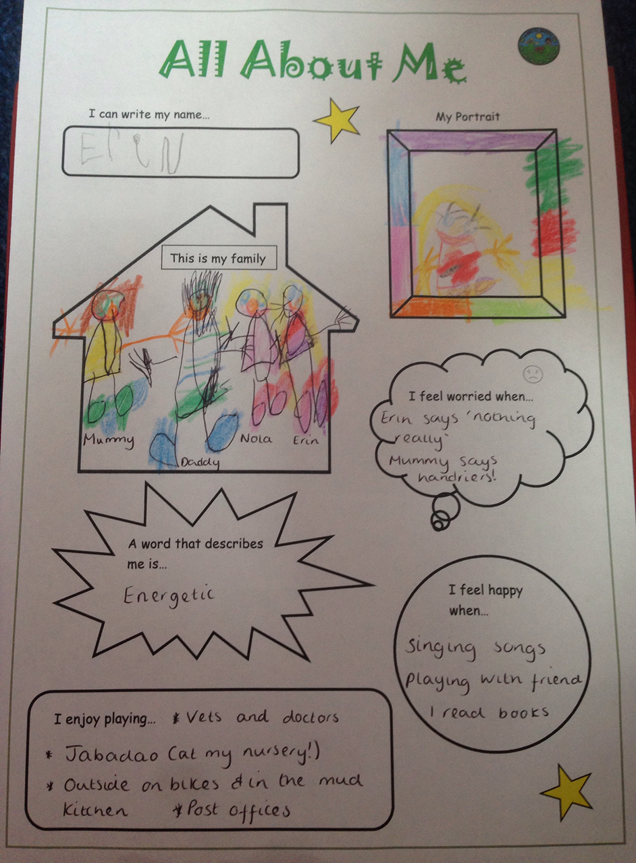 All About Me
I can write my name...
Erin
My Portrait
This is my family
Mummy
Daddy
Nola
Erin
I feel worried when...
Erin says 'nothing
really'
Mummy says
handriers!
A word that describes
me is...
Energetic
I feel happy
when...
Singing songs
Playing with friend
I read books
I enjoy playing... * Vets and doctors
* Jabadao (at my nursery!)
* Outside on bikes & in the mud
kitchen * Post offices